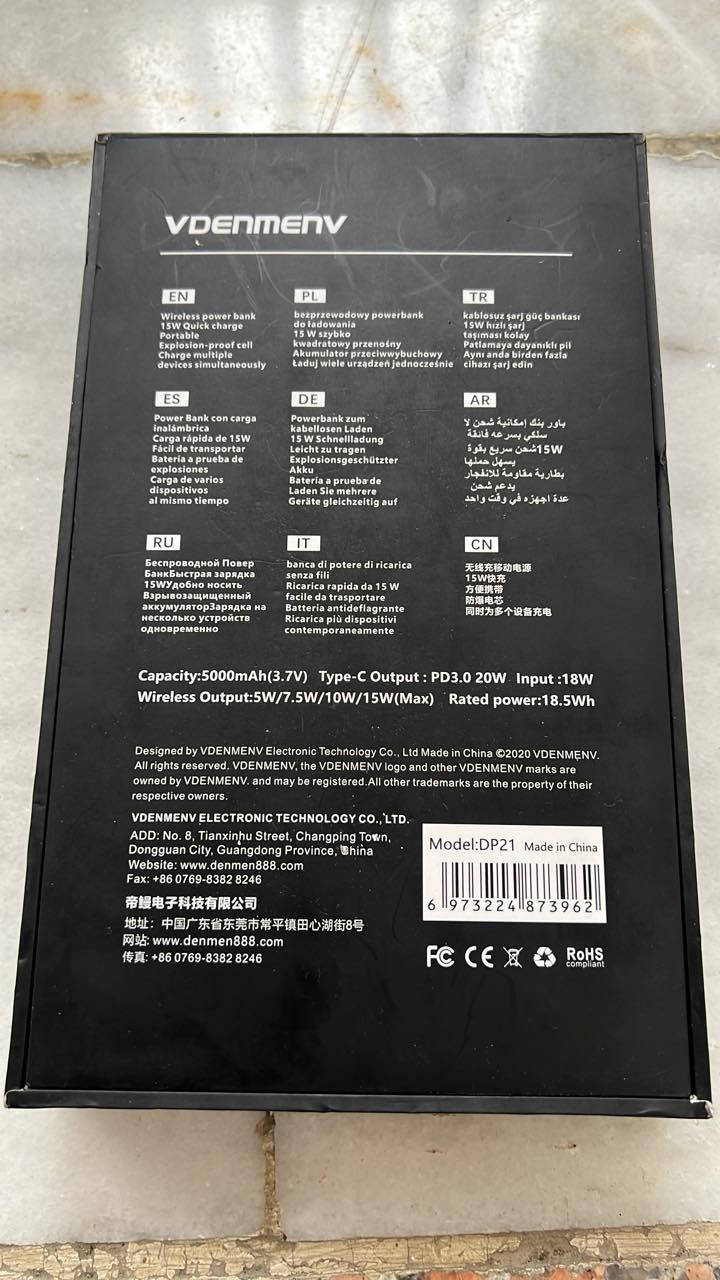 VDENMENV
EN
Wireless power bank
15W Quick charge
Portable
Explosion-proof cell
Charge multiple
devices simultaneously
PL
bezprzewodowy powerbank
do ładowania
15 W szybko
kwadratowy przenośny
Akumulator przeciwwybuchowy
Ładuj wiele urządzeń jednocześnie
TR
kablosuz şarj güç bankası
15W hızlı şarj
taşıması kolay
Patlamaya dayanıklı pil
Aynı anda birden fazla
cihazı şarj edin
ES
Power Bank con carga
inalámbrica
Carga rápida de 15W
Fácil de transportar
Batería a prueba de
explosiones
Carga de varios
dispositivos
al mismo tiempo
DE
Powerbank zum
kabellosen Laden
15 W Schnellladung
Leicht zu tragen
Explosionsgeschützter
Akku
Batería a prueba de
Laden Sie mehrere
Geräte gleichzeitig auf
AR
باور بنك إمكانية شحن لا
سلكي بسرعه فائقة
15Wشحن سريع بقوة
يسهل حملها
بطارية مقاومة للانفجار
يدعم شحن
عدة اجهزه في وقت واحد
RU
Беспроводной Повер
БанкБыстрая зарядка
15WУдобно носить
Взрывозащищенный
аккумуляторЗарядка на
несколько устройств
одновременно
IT
banca di potere di ricarica
senza fili
Ricarica rapida da 15 W
facile da trasportare
Batteria antideflagrante
Ricarica più dispositivi
contemporaneamente
CN
无线充移动电源
15W快充
方便携带
防爆电芯
同时为多个设备充电
Capacity:5000mAh(3.7V) Type-C Output : PD3.0 20W Input :18W
Wireless Output:5W/7.5W/10W/15W(Max) Rated power:18.5Wh
Designed by VDENMENV Electronic Technology Co., Ltd Made in China ©2020 VDENMENV.
All rights reserved. VDENMENV, the VDENMENV logo and other VDENMENV marks are
owned by VDENMENV. and may be registered.All other trademarks are the property of their
respective owners.
VDENMENV ELECTRONIC TECHNOLOGY CO.,LTD.
ADD: No. 8, Tianxinhu Street, Changping Town,
Dongguan City, Guangdong Province, China
Website: www.denmen888.com
Fax: +86 0769-8382 8246
帝鳗电子科技有限公司
地址：中国广东省东莞市常平镇田心湖街8号
网站: www.denmen888.com
传真: +86 0769-8382 8246
Model:DP21 Made in China
6 973224 873962
FC CE RoHS
compliant